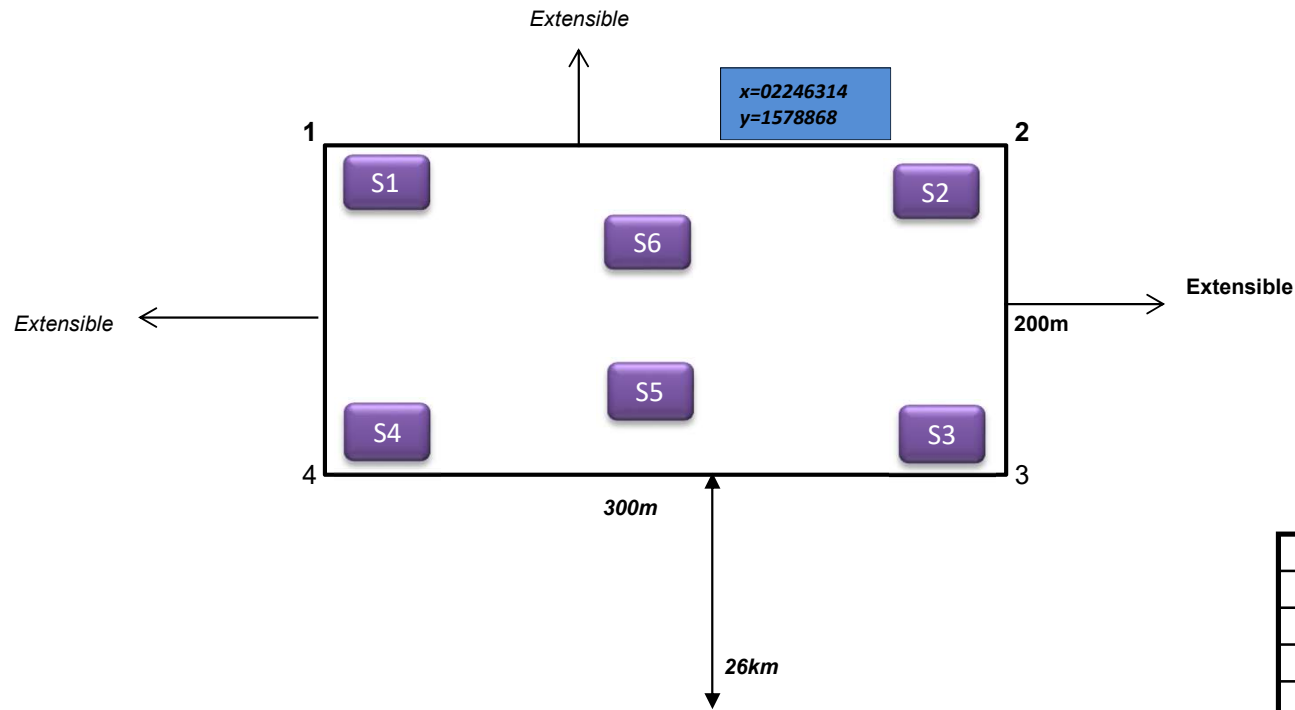 Extensible
x=02246314
y=1578868
1
2
S1
S2
S6
Extensible
Extensible
200m
S5
S4
S3
4
3
300m
26km